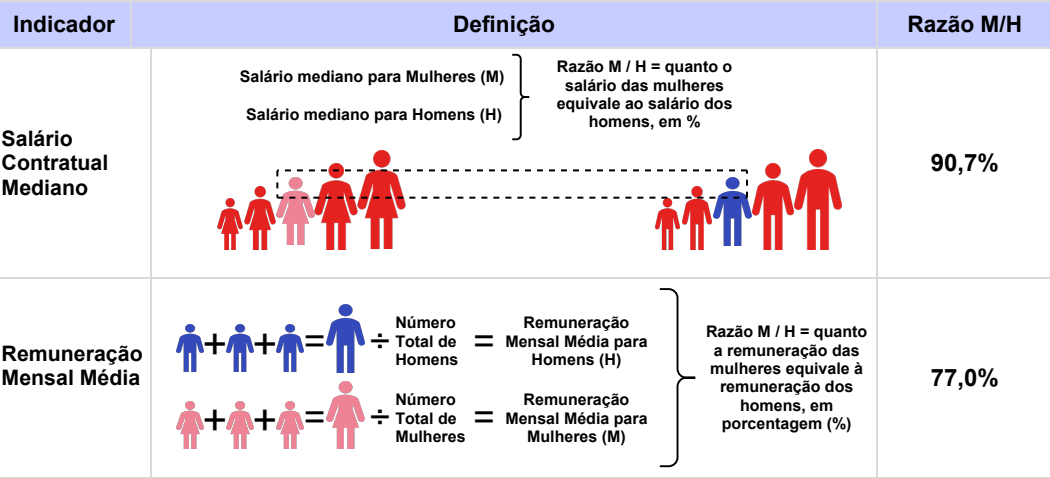 Indicador
Definição
Razão M/H
Salário
Contratual
Mediano
Salário mediano para Mulheres (M)
Salário mediano para Homens (H)
Razão M / H = quanto o
salário das mulheres
equivale ao salário dos
homens, em %
90,7%
Remuneração
Mensal Média
+ + = ÷
Número
Total de
Homens
=
Remuneração
Mensal Média para
Homens (H)
+ + = ÷
Número
Total de
Mulheres
=
Remuneração
Mensal Média para
Mulheres (M)
Razão M / H = quanto
a remuneração das
mulheres equivale à
remuneração dos
homens, em
porcentagem (%)
77,0%